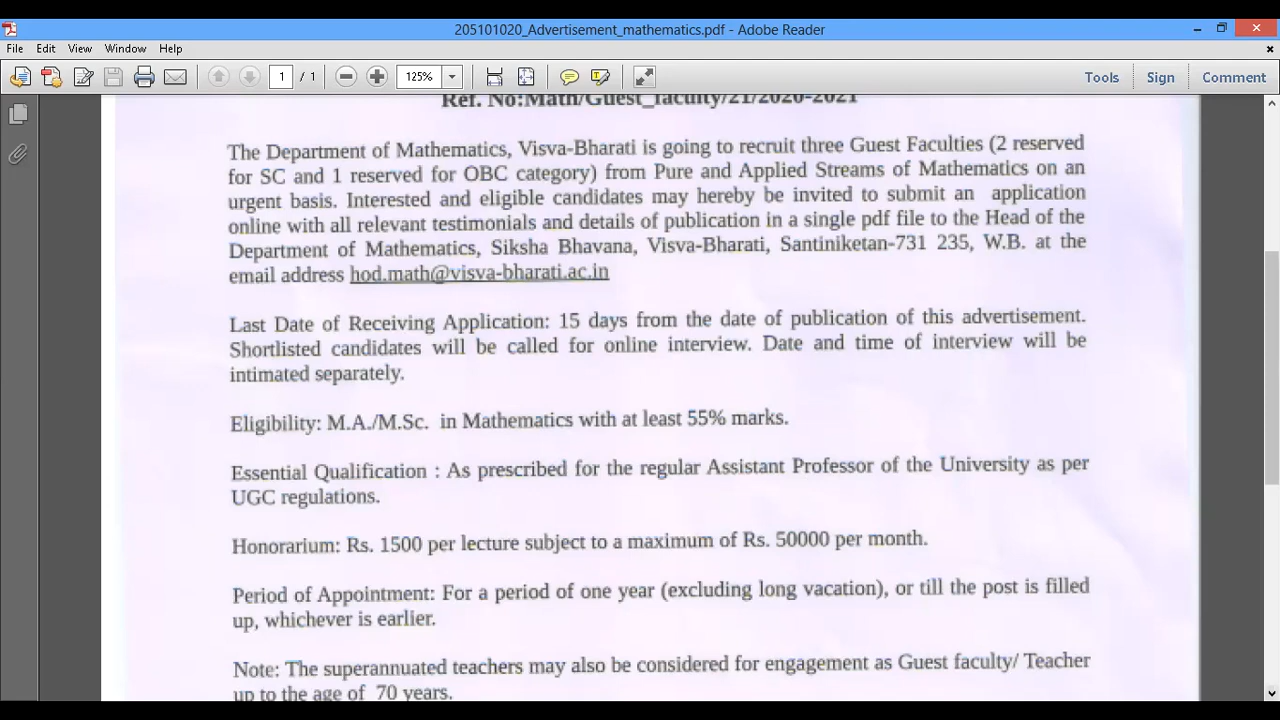 205101020_Advertisement_mathematics.pdf - Adobe Reader
File Edit View Window Help
1 / 1 125% Tools Sign Comment
Ref. No:Math/Guest_faculty/21/2020-2021
The Department of Mathematics, Visva-Bharati is going to recruit three Guest Faculties (2 reserved
for SC and 1 reserved for OBC category) from Pure and Applied Streams of Mathematics on an
urgent basis. Interested and eligible candidates may hereby be invited to submit an application
online with all relevant testimonials and details of publication in a single pdf file to the Head of the
Department of Mathematics, Siksha Bhavana, Visva-Bharati, Santiniketan-731 235, W.B. at the
email address hod.math@visva-bharati.ac.in
Last Date of Receiving Application: 15 days from the date of publication of this advertisement.
Shortlisted candidates will be called for online interview. Date and time of interview will be
intimated separately.
Eligibility: M.A./M.Sc. in Mathematics with at least 55% marks.
Essential Qualification : As prescribed for the regular Assistant Professor of the University as per
UGC regulations.
Honorarium: Rs. 1500 per lecture subject to a maximum of Rs. 50000 per month.
Period of Appointment: For a period of one year (excluding long vacation), or till the post is filled
up, whichever is earlier.
Note: The superannuated teachers may also be considered for engagement as Guest faculty/ Teacher
up to the age of 70 years.